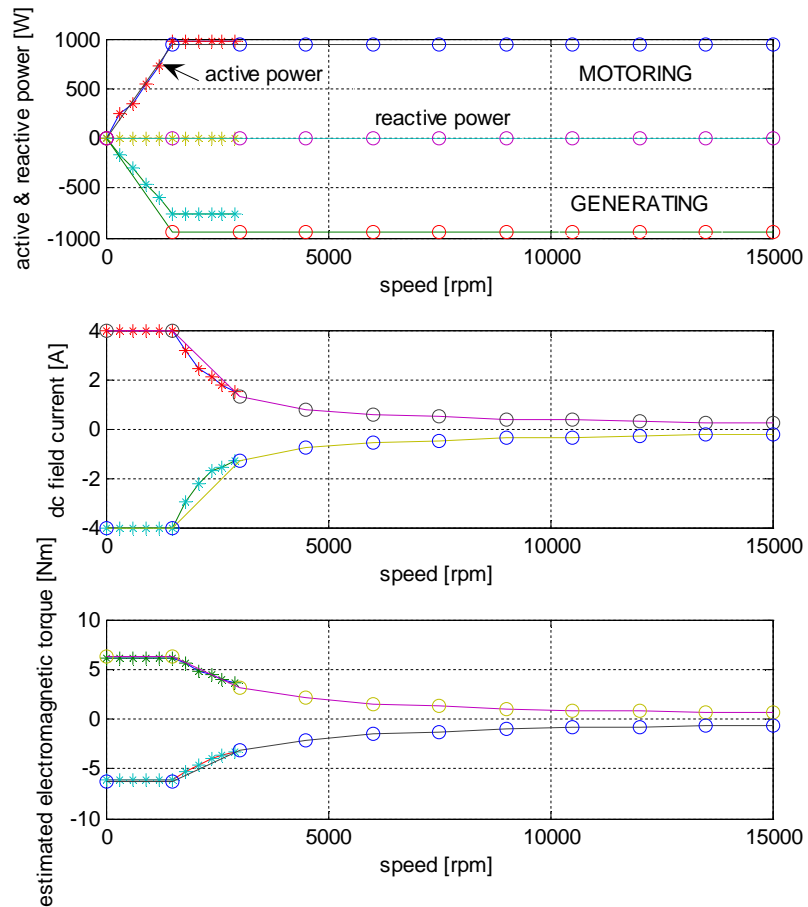 active & reactive power [W]
1000
500
0
-500
-1000
active power
MOTORING
reactive power
GENERATING
0 5000 10000 15000
speed [rpm]
dc field current [A]
4
2
0
-2
-4
0 5000 10000 15000
speed [rpm]
estimated electromagnetic torque [Nm]
10
5
0
-5
-10
0 5000 10000 15000
speed [rpm]